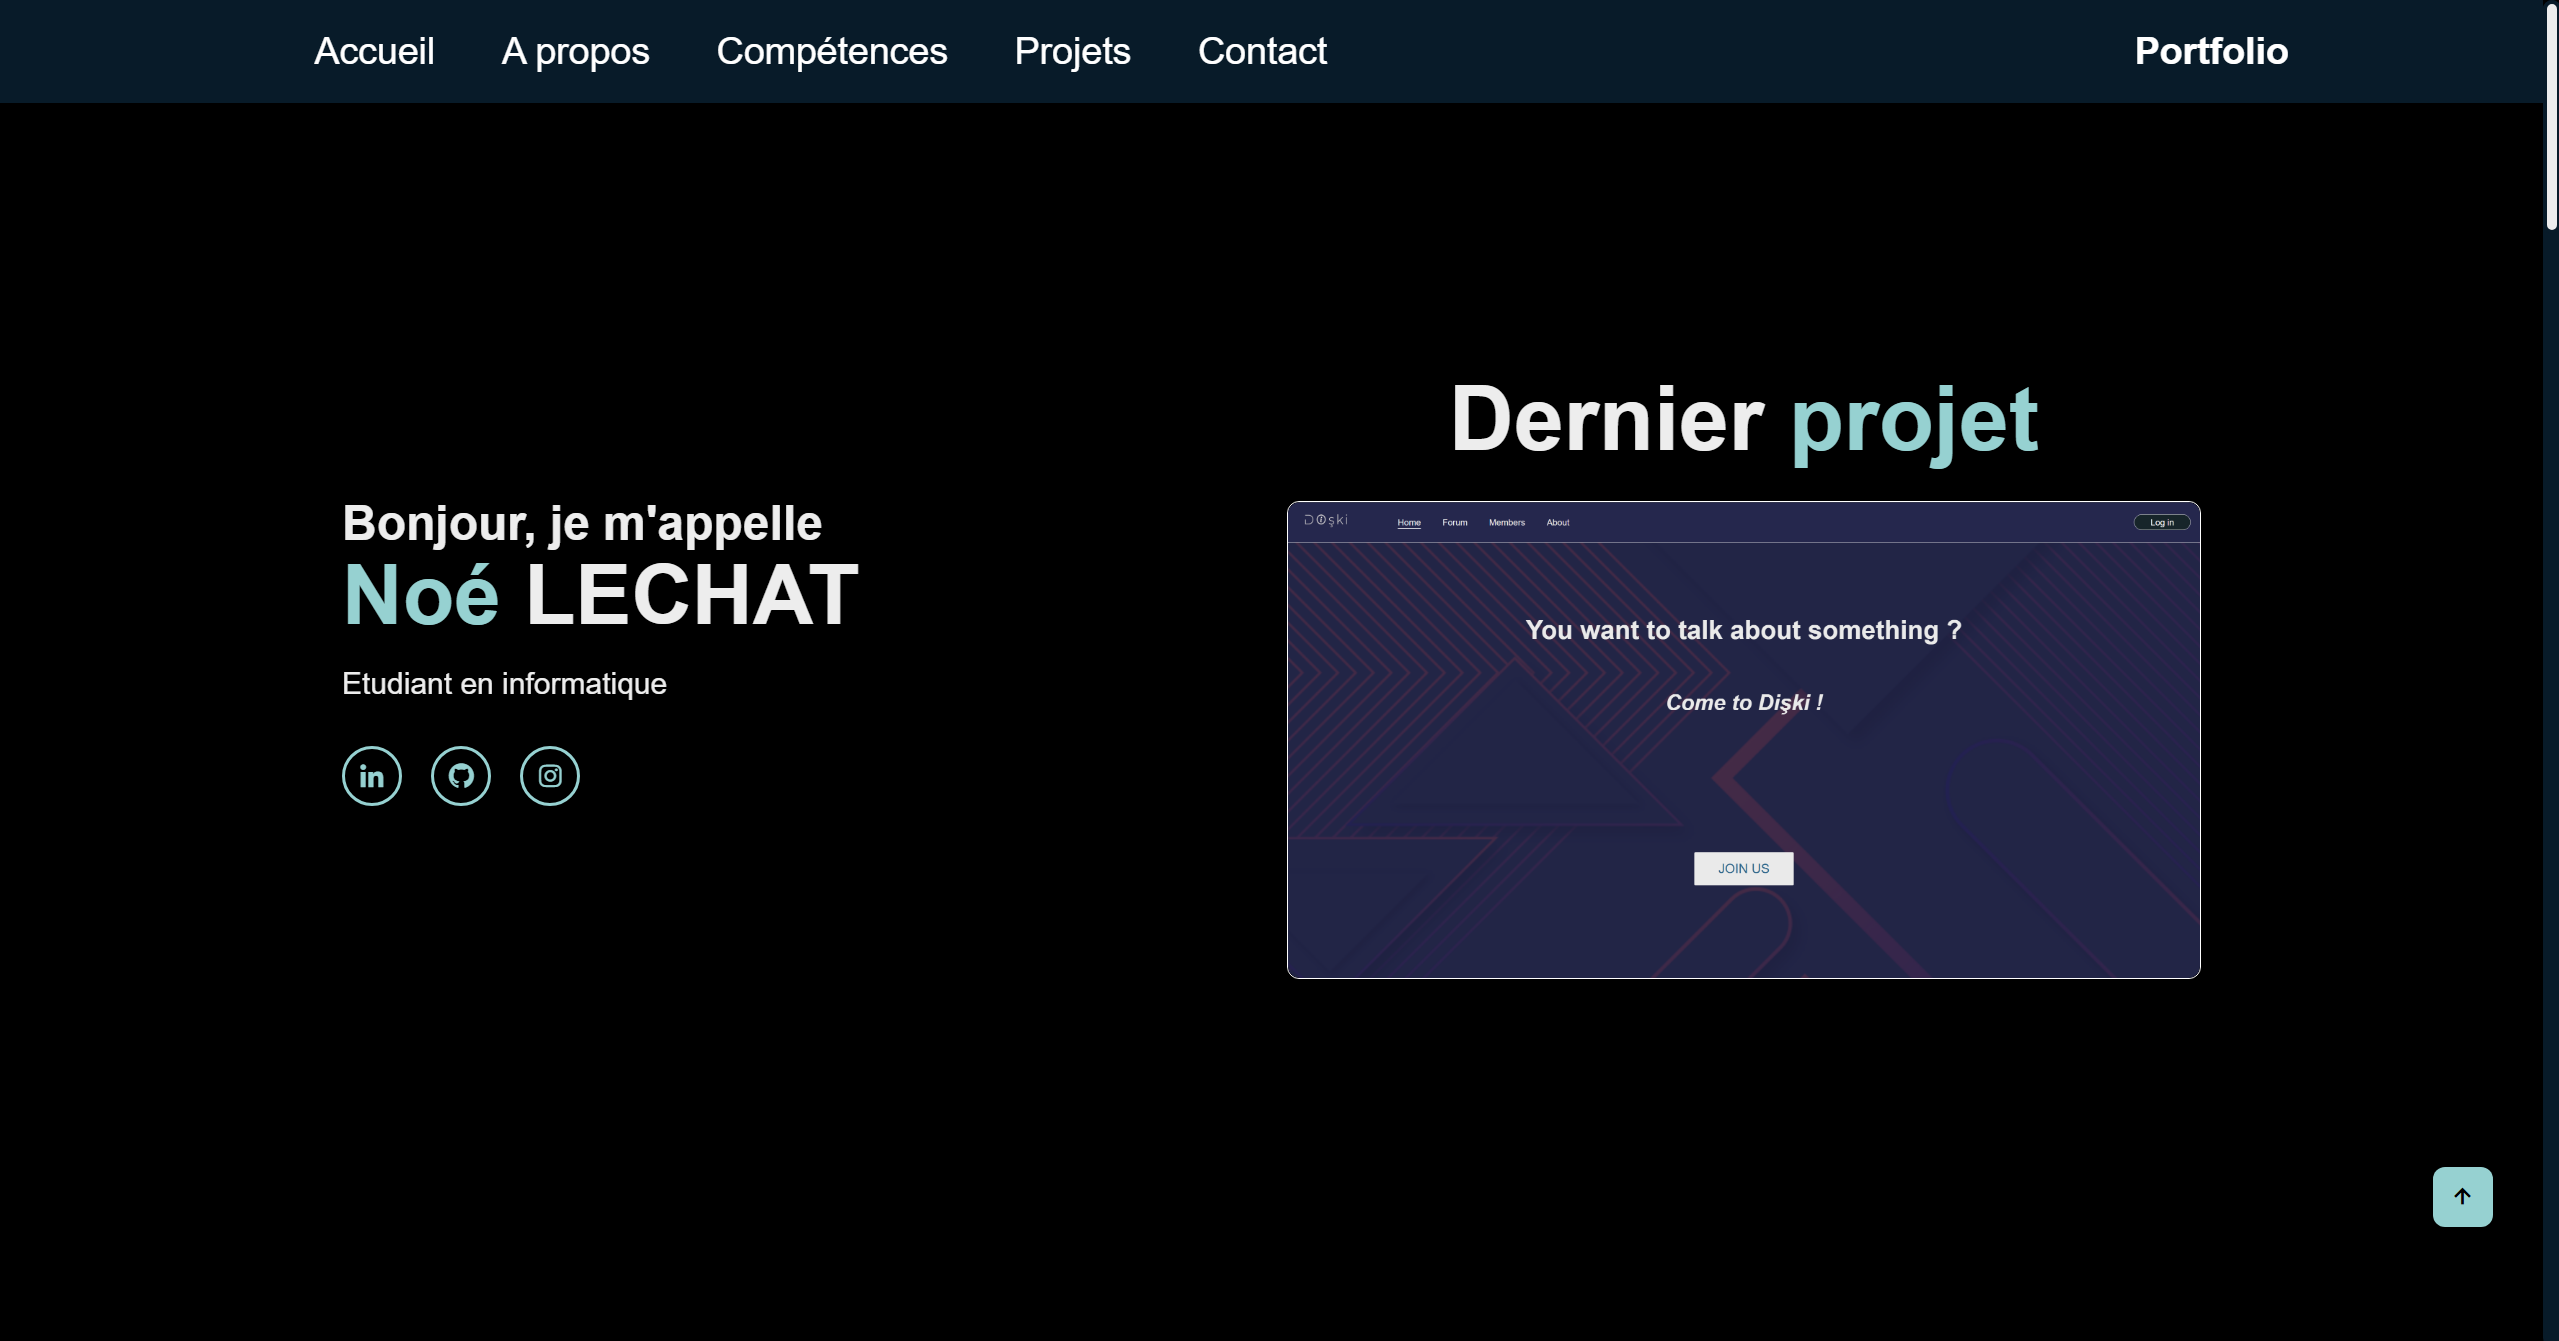 Accueil A propos Compétences Projets Contact Portfolio
Bonjour, je m'appelle
Noé LECHAT
Etudiant en informatique
Dernier projet
Dişki Home Forum Members About Log in
You want to talk about something ?
Come to Dişki !
JOIN US